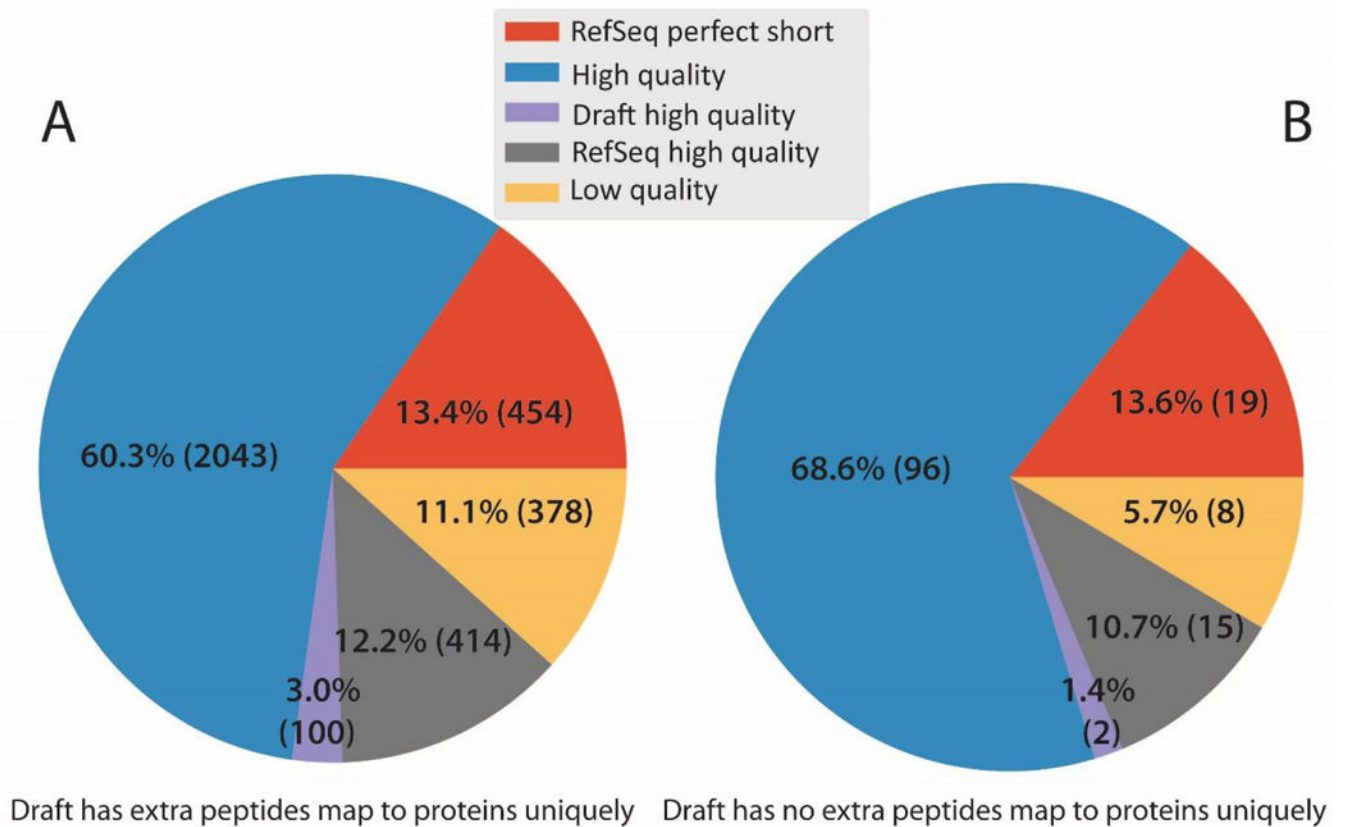 RefSeq perfect short
High quality
Draft high quality
RefSeq high quality
Low quality
A
B
13.4% (454)
60.3% (2043)
11.1% (378)
12.2% (414)
3.0%
(100)
13.6% (19)
68.6% (96)
5.7% (8)
10.7% (15)
1.4%
(2)
Draft has extra peptides map to proteins uniquely
Draft has no extra peptides map to proteins uniquely